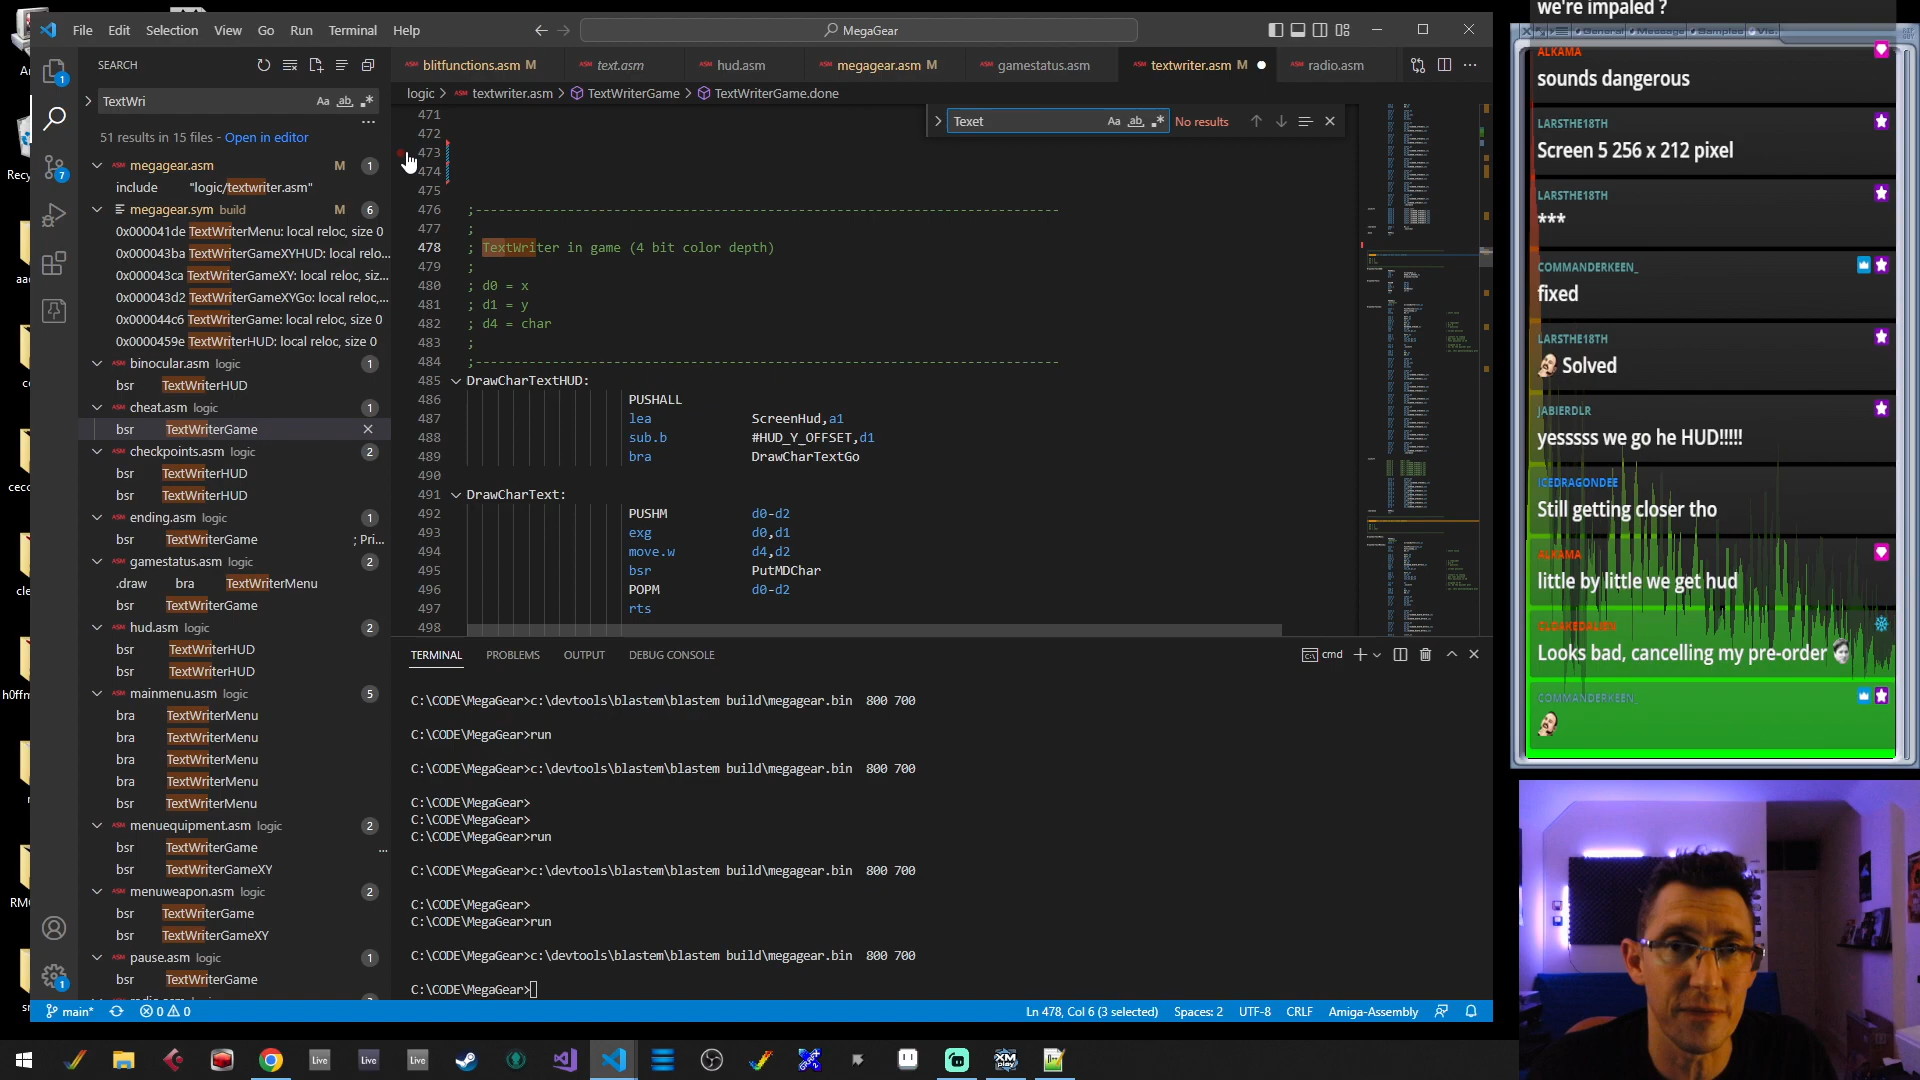 File Edit Selection View Go Run Terminal Help
MegaGear
SEARCH
blitfunctions.asm M
text.asm
hud.asm
megagear.asm M
gamestatus.asm
textwriter.asm M
radio.asm
logic > textwriter.asm > TextWriterGame > TextWriterGame.done
TextWri
Aa ab
51 results in 15 files - Open in editor
megagear.asm M 1
include "logic/textwriter.asm"
megagear.sym build M 6
0x000041de TextWriterMenu: local reloc, size 0
0x000043ba TextWriterGameXYHUD: local relo...
0x000043ca TextWriterGameXY: local reloc, siz...
0x000043d2 TextWriterGameXYGo: local reloc,...
0x000044c6 TextWriterGame: local reloc, size 0
0x0000459e TextWriterHUD: local reloc, size 0
binocular.asm logic 1
bsr TextWriterHUD
cheat.asm logic 1
bsr TextWriterGame
checkpoints.asm logic 2
bsr TextWriterHUD
bsr TextWriterHUD
ending.asm logic 1
bsr TextWriterGame ; Pri...
gamestatus.asm logic 2
.draw bra TextWriterMenu
bsr TextWriterGame
hud.asm logic 2
bsr TextWriterHUD
bsr TextWriterHUD
mainmenu.asm logic 5
bra TextWriterMenu
bra TextWriterMenu
bra TextWriterMenu
bra TextWriterMenu
bsr TextWriterMenu
menuequipment.asm logic 2
bsr TextWriterGame ...
bsr TextWriterGameXY
menuweapon.asm logic 2
bsr TextWriterGame
bsr TextWriterGameXY
pause.asm logic 1
bsr TextWriterGame
Texet
Aa ab
No results
471
472
473
474
475
476 ;----------------------------------------------------------------------------
477 ;
478 ; TextWriter in game (4 bit color depth)
479 ;
480 ; d0 = x
481 ; d1 = y
482 ; d4 = char
483 ;
484 ;----------------------------------------------------------------------------
485 DrawCharTextHUD:
486 PUSHALL
487 lea ScreenHud,a1
488 sub.b #HUD_Y_OFFSET,d1
489 bra DrawCharTextGo
490
491 DrawCharText:
492 PUSHM d0-d2
493 exg d0,d1
494 move.w d4,d2
495 bsr PutMDChar
496 POPM d0-d2
497 rts
498
TERMINAL PROBLEMS OUTPUT DEBUG CONSOLE
cmd
C:\CODE\MegaGear>c:\devtools\blastem\blastem build\megagear.bin 800 700
C:\CODE\MegaGear>run
C:\CODE\MegaGear>c:\devtools\blastem\blastem build\megagear.bin 800 700
C:\CODE\MegaGear>
C:\CODE\MegaGear>
C:\CODE\MegaGear>run
C:\CODE\MegaGear>c:\devtools\blastem\blastem build\megagear.bin 800 700
C:\CODE\MegaGear>
C:\CODE\MegaGear>run
C:\CODE\MegaGear>c:\devtools\blastem\blastem build\megagear.bin 800 700
C:\CODE\MegaGear>
main*
0 0
Ln 478, Col 6 (3 selected)
Spaces: 2
UTF-8
CRLF
Amiga-Assembly
Live
Live
Live
we're impaled ?
ALKAMA
sounds dangerous
LARSTHE18TH
Screen 5 256 x 212 pixel
LARSTHE18TH
***
COMMANDERKEEN_
fixed
LARSTHE18TH
Solved
JABIERDLR
yesssss we go he HUD!!!!!
ICEDRAGONDEE
Still getting closer tho
ALKAMA
little by little we get hud
CLOAKEDALIEN
Looks bad, cancelling my pre-order
COMMANDERKEEN_